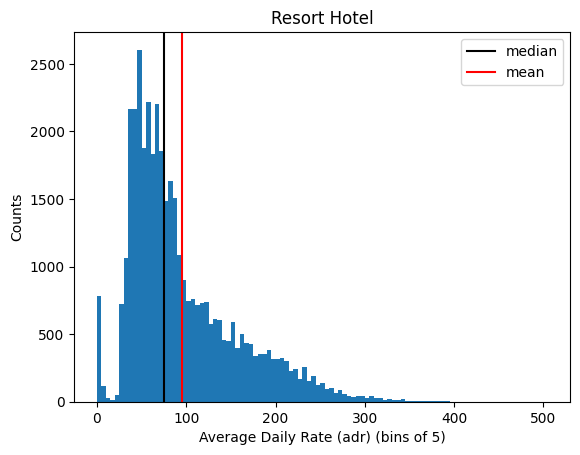 Resort Hotel
median
mean
Counts
2500
2000
1500
1000
500
0
0 100 200 300 400 500
Average Daily Rate (adr) (bins of 5)